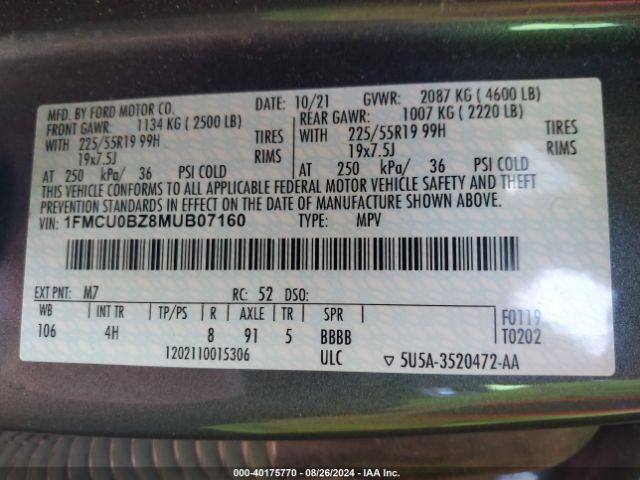 MFD. BY FORD MOTOR CO. DATE: 10/21 GVWR: 2087 KG ( 4600 LB)
FRONT GAWR: 1134 KG ( 2500 LB) REAR GAWR: 1007 KG ( 2220 LB)
WITH 225/55R19 99H TIRES WITH 225/55R19 99H TIRES
19x7.5J RIMS 19x7.5J RIMS
AT 250 kPa/ 36 PSI COLD AT 250 kPa/ 36 PSI COLD
THIS VEHICLE CONFORMS TO ALL APPLICABLE FEDERAL MOTOR VEHICLE SAFETY AND THEFT
PREVENTION STANDARDS IN EFFECT ON THE DATE OF MANUFACTURE SHOWN ABOVE.
VIN: 1FMCU0BZ8MUB07160 TYPE: MPV
EXT PNT: M7 RC: 52 DSO:
WB INT TR TP/PS R AXLE TR SPR F0119
106 4H 8 91 5 BBBB T0202
1202110015306 ULC ▽ 5U5A-3520472-AA
000-40175770 - 08/26/2024 - IAA Inc.